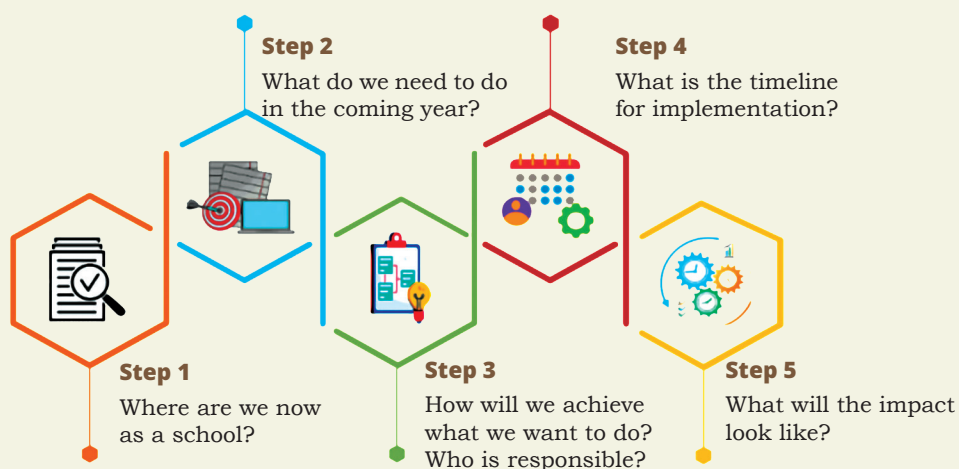 Step 1
Where are we now
as a school?
Step 2
What do we need to do
in the coming year?
Step 3
How will we achieve
what we want to do?
Who is responsible?
Step 4
What is the timeline
for implementation?
Step 5
What will the impact
look like?